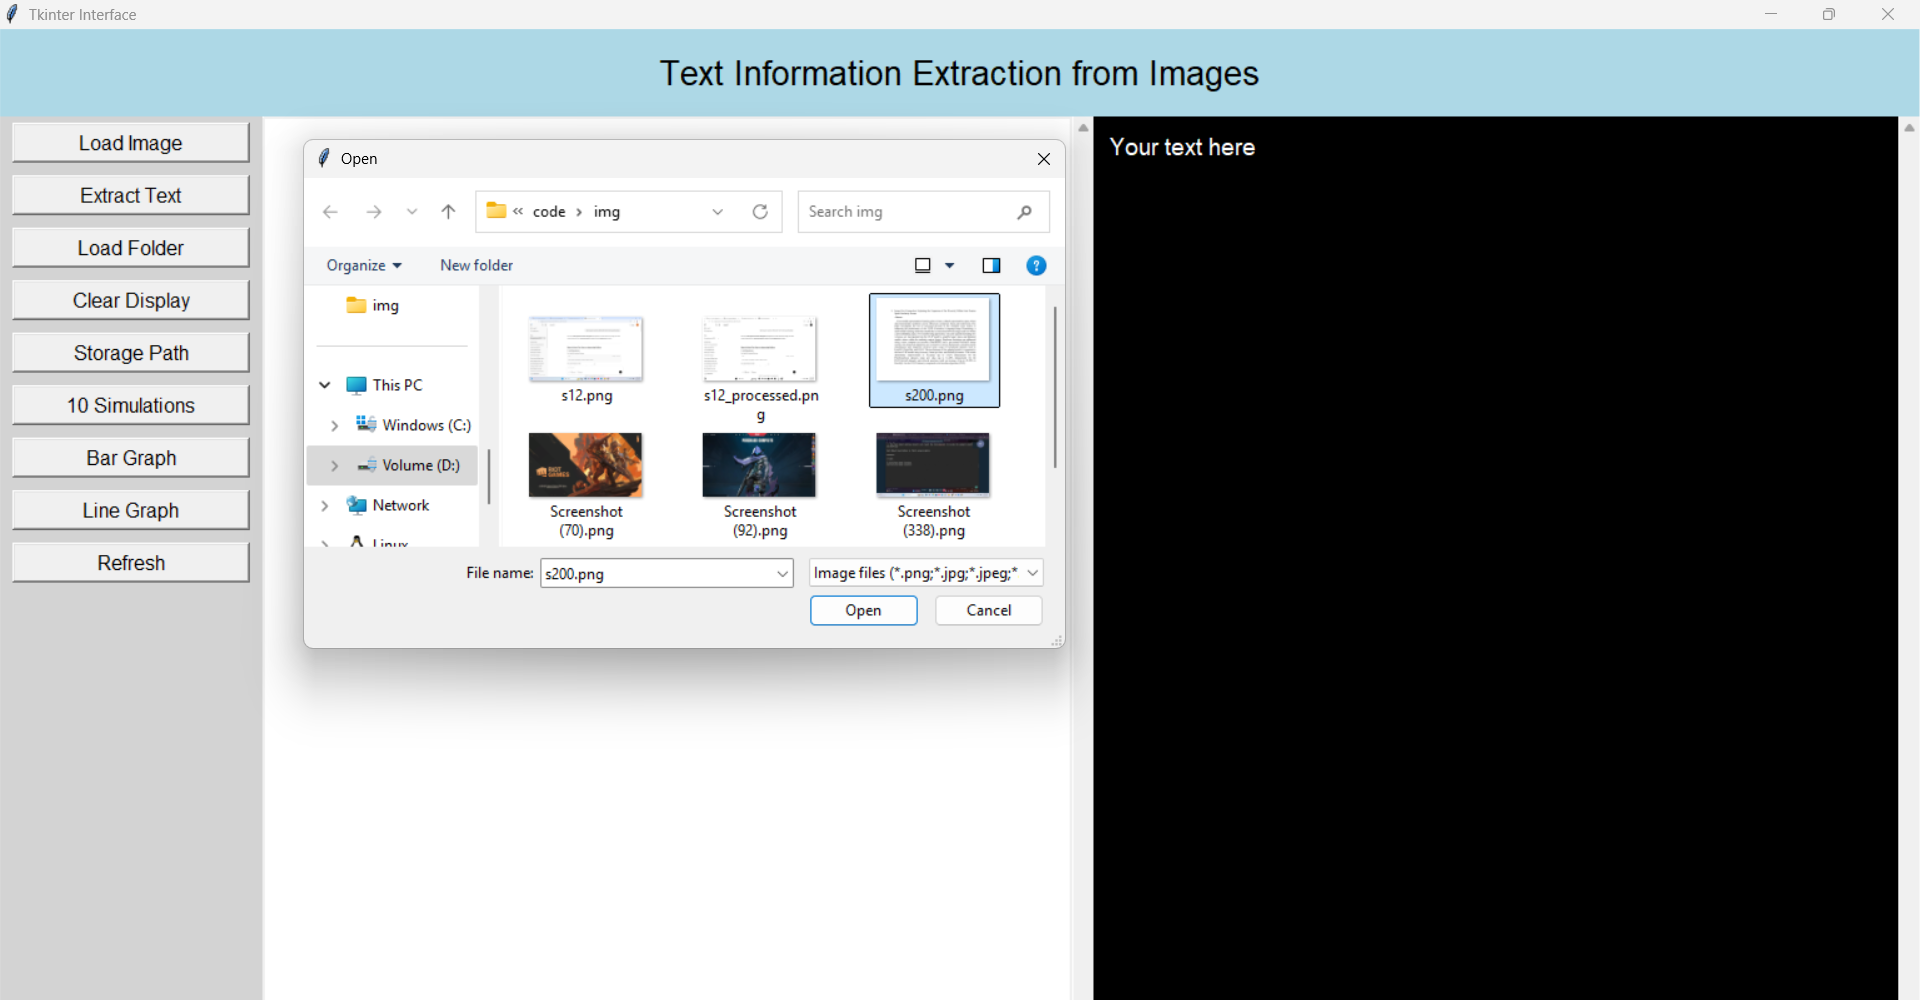 Tkinter Interface
Text Information Extraction from Images
Load Image
Extract Text
Load Folder
Clear Display
Storage Path
10 Simulations
Bar Graph
Line Graph
Refresh
Open
« code › img
Search img
Organize
New folder
img
This PC
Windows (C:)
Volume (D:)
Network
Linux
s12.png
s12_processed.pn
g
s200.png
RIOT
GAMES
Screenshot
(70).png
Screenshot
(92).png
Screenshot
(338).png
File name:
s200.png
Image files (*.png;*.jpg;*.jpeg;*
Open
Cancel
Your text here